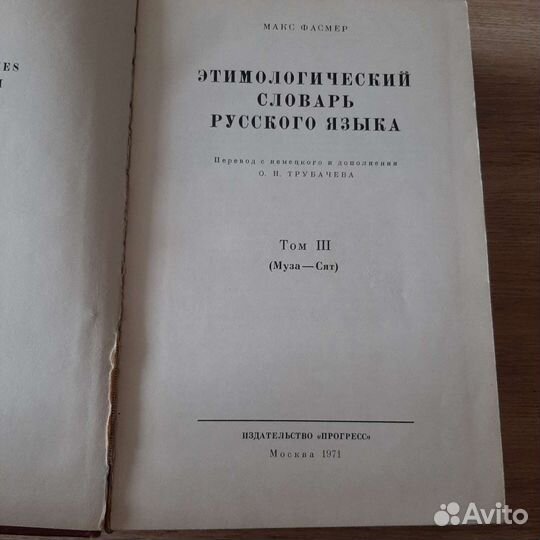 ES
I
МАКС ФАСМЕР
ЭТИМОЛОГИЧЕСКИЙ
СЛОВАРЬ
РУССКОГО ЯЗЫКА
Перевод с немецкого и дополнения
О. Н. ТРУБАЧЕВА
Том III
(Муза—Сят)
ИЗДАТЕЛЬСТВО «ПРОГРЕСС»
Москва 1971
Avito